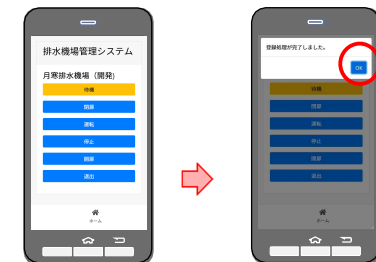 排水機場管理システム
月寒排水機場（開発)
待機
閉扉
運転
停止
開扉
退出
ホーム
登録処理が完了しました。
OK
待機
閉扉
運転
停止
開扉
退出
ホーム